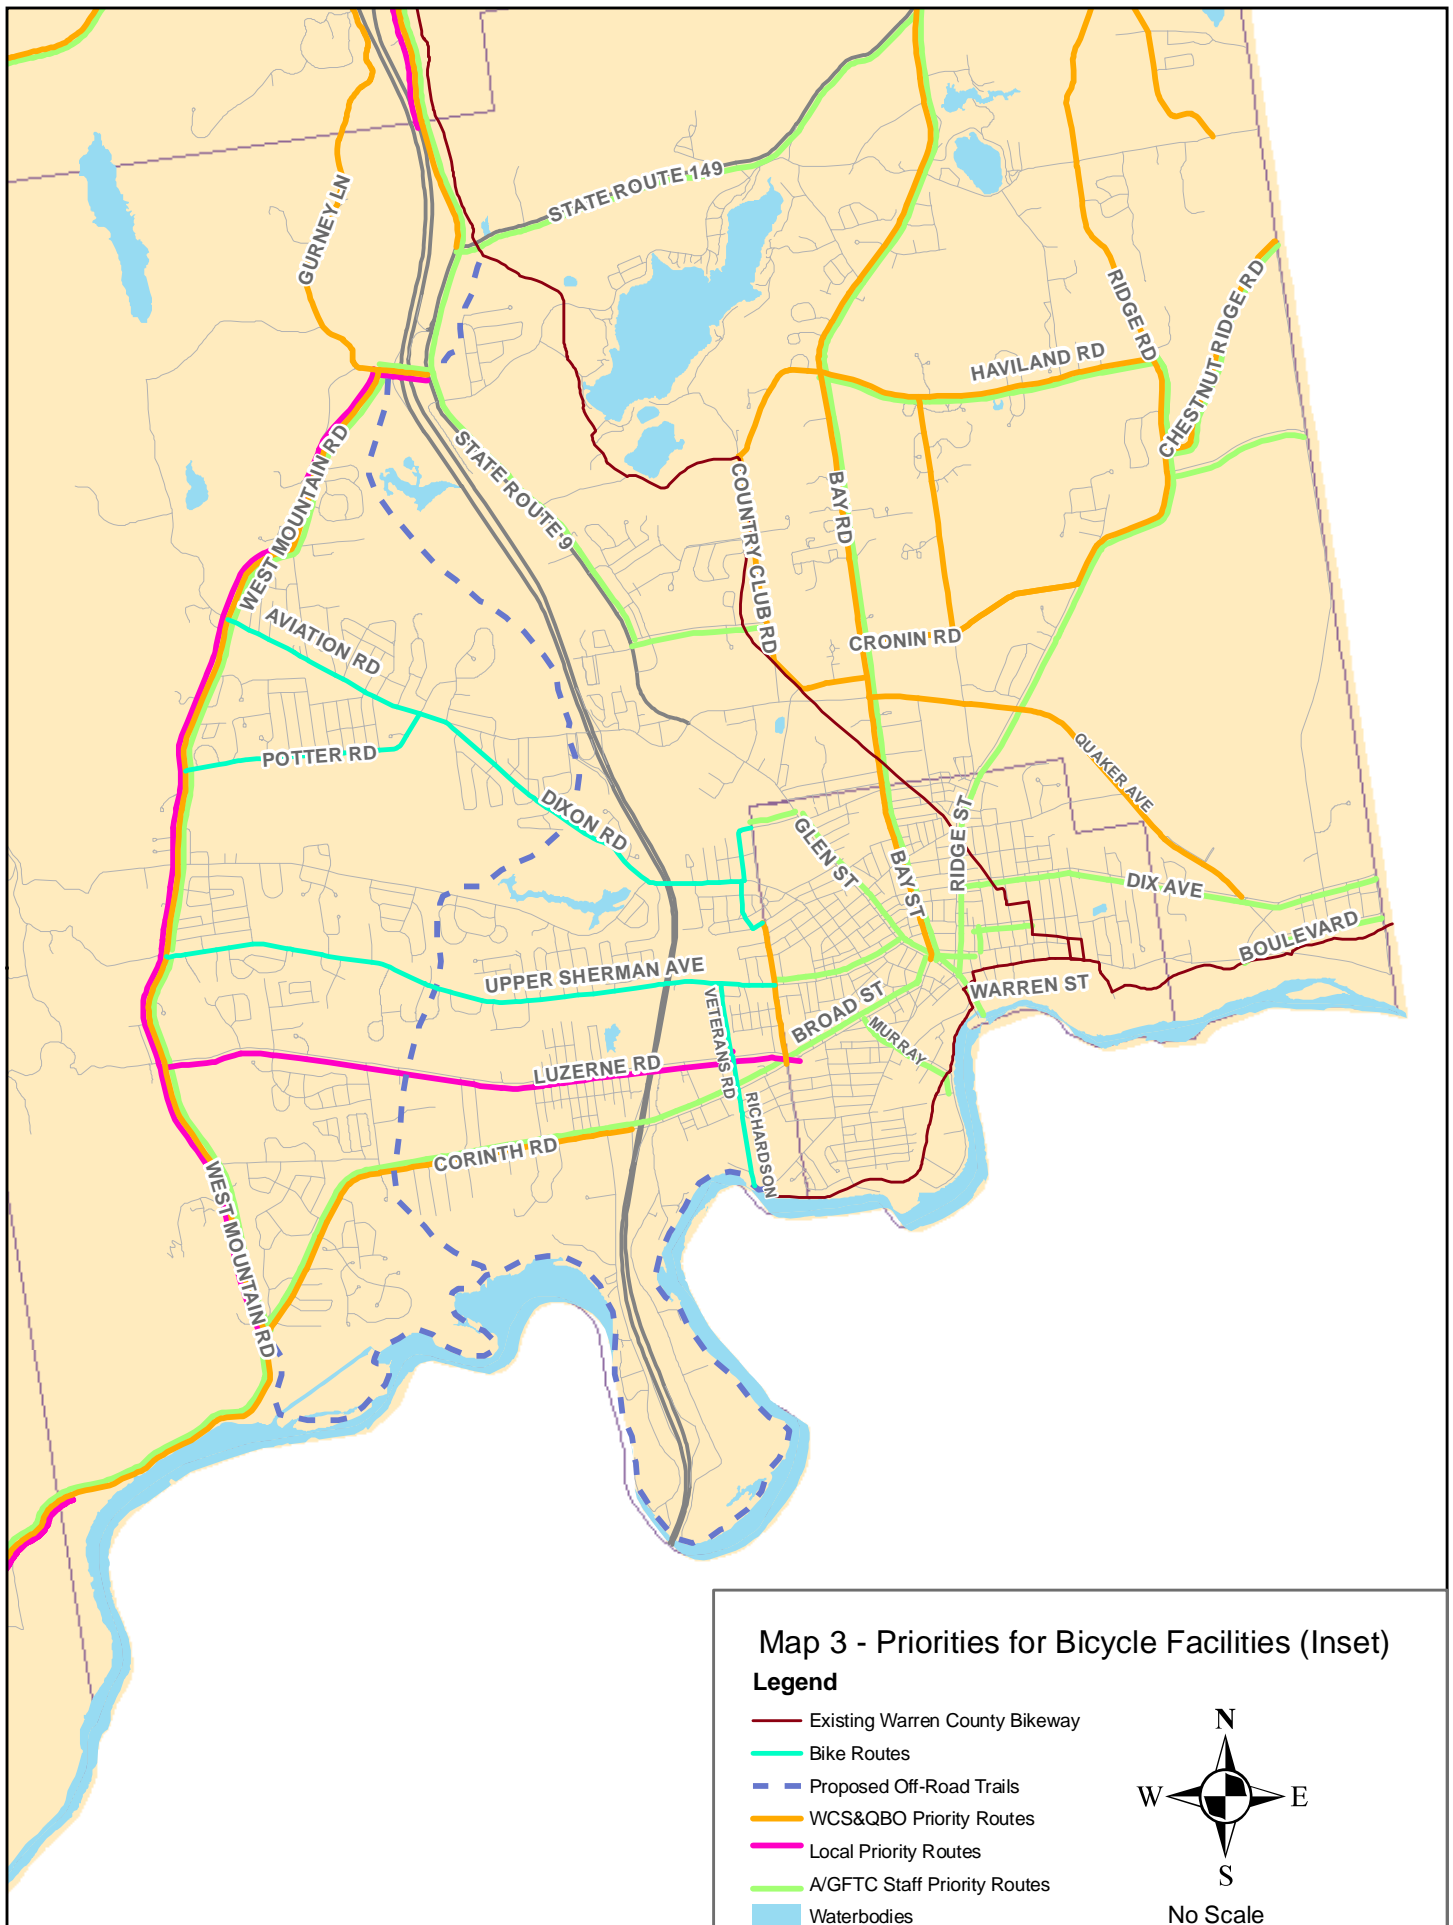 STATE ROUTE 149
GURNEY LN
RIDGE RD
CHESTNUT RIDGE RD
HAVILAND RD
WEST MOUNTAIN RD
STATE ROUTE 9
COUNTRY CLUB RD
BAY RD
AVIATION RD
CRONIN RD
POTTER RD
QUAKER AVE
DIXON RD
GLEN ST
BAY ST
RIDGE ST
DIX AVE
BOULEVARD
UPPER SHERMAN AVE
VETERANS RD
BROAD ST
WARREN ST
MURRAY
LUZERNE RD
RICHARDSON
CORINTH RD
WEST MOUNTAIN RD
Map 3 - Priorities for Bicycle Facilities (Inset)
Legend
Existing Warren County Bikeway
Bike Routes
Proposed Off-Road Trails
WCS&QBO Priority Routes
Local Priority Routes
A/GFTC Staff Priority Routes
Waterbodies
N
W E
S
No Scale